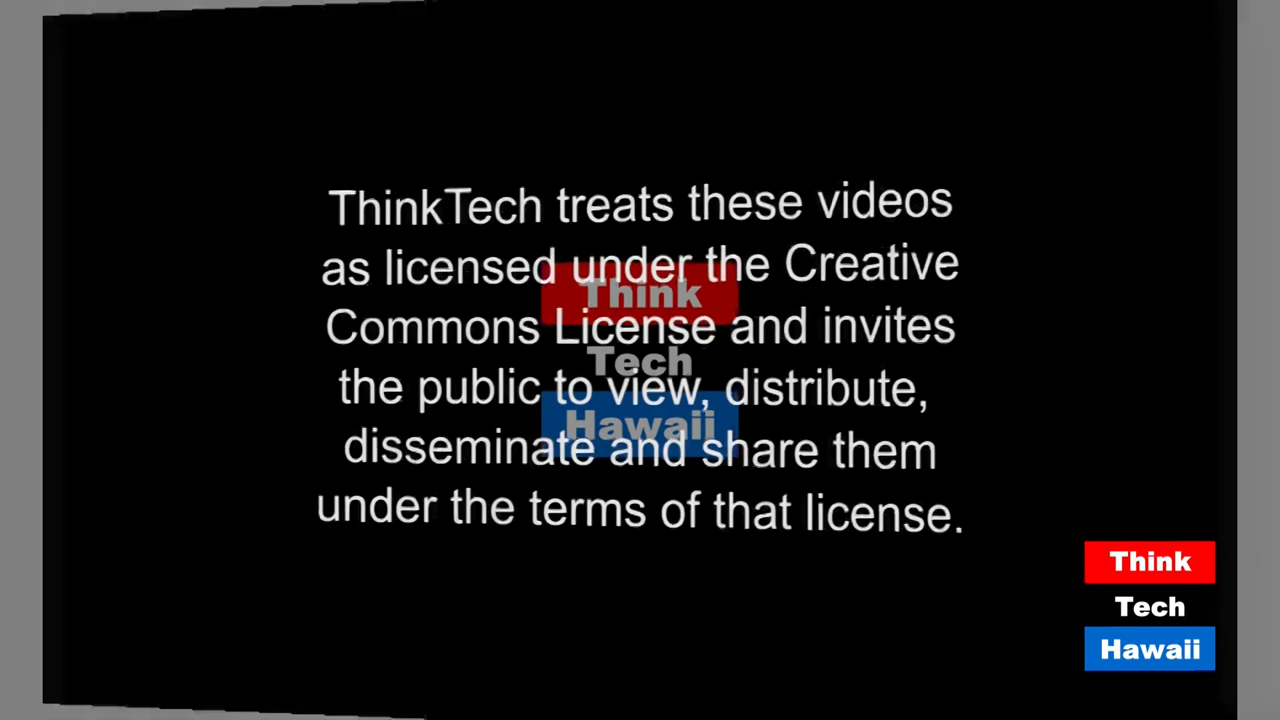 ThinkTech treats these videos
as licensed under the Creative
Commons License and invites
the public to view, distribute,
disseminate and share them
under the terms of that license.
Think
Tech
Hawaii
Think
Tech
Hawaii